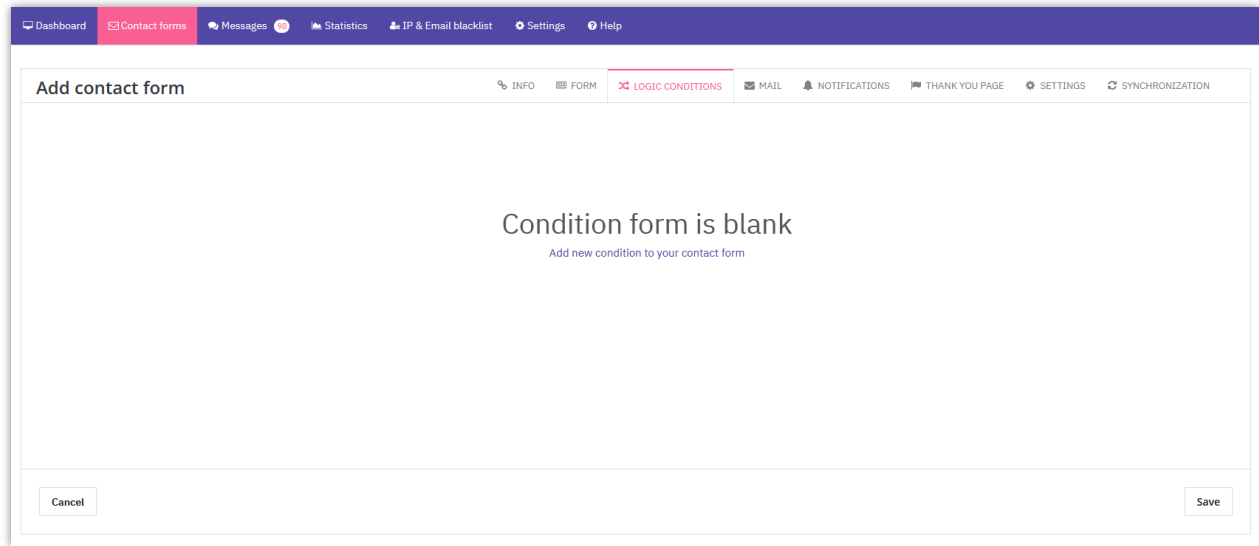 Dashboard Contact forms Messages 98 Statistics IP & Email blacklist Settings Help
Add contact form INFO FORM LOGIC CONDITIONS MAIL NOTIFICATIONS THANK YOU PAGE SETTINGS SYNCHRONIZATION
Condition form is blank
Add new condition to your contact form
Cancel Save